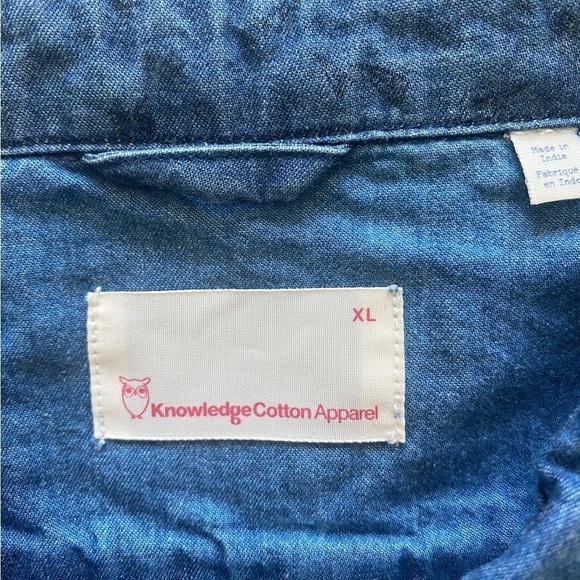 Made in
India
Fabriqué
en Inde
XL
KnowledgeCotton Apparel